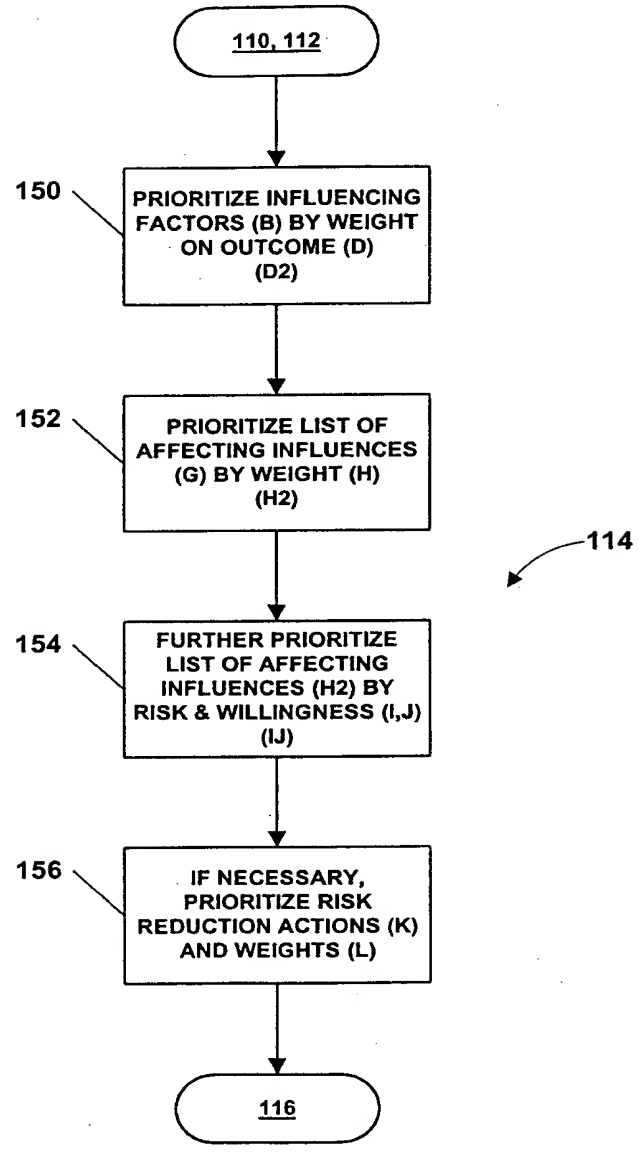 110, 112
150
PRIORITIZE INFLUENCING
FACTORS (B) BY WEIGHT
ON OUTCOME (D)
(D2)
152
PRIORITIZE LIST OF
AFFECTING INFLUENCES
(G) BY WEIGHT (H)
(H2)
114
154
FURTHER PRIORITIZE
LIST OF AFFECTING
INFLUENCES (H2) BY
RISK & WILLINGNESS (I,J)
(IJ)
156
IF NECESSARY,
PRIORITIZE RISK
REDUCTION ACTIONS (K)
AND WEIGHTS (L)
116